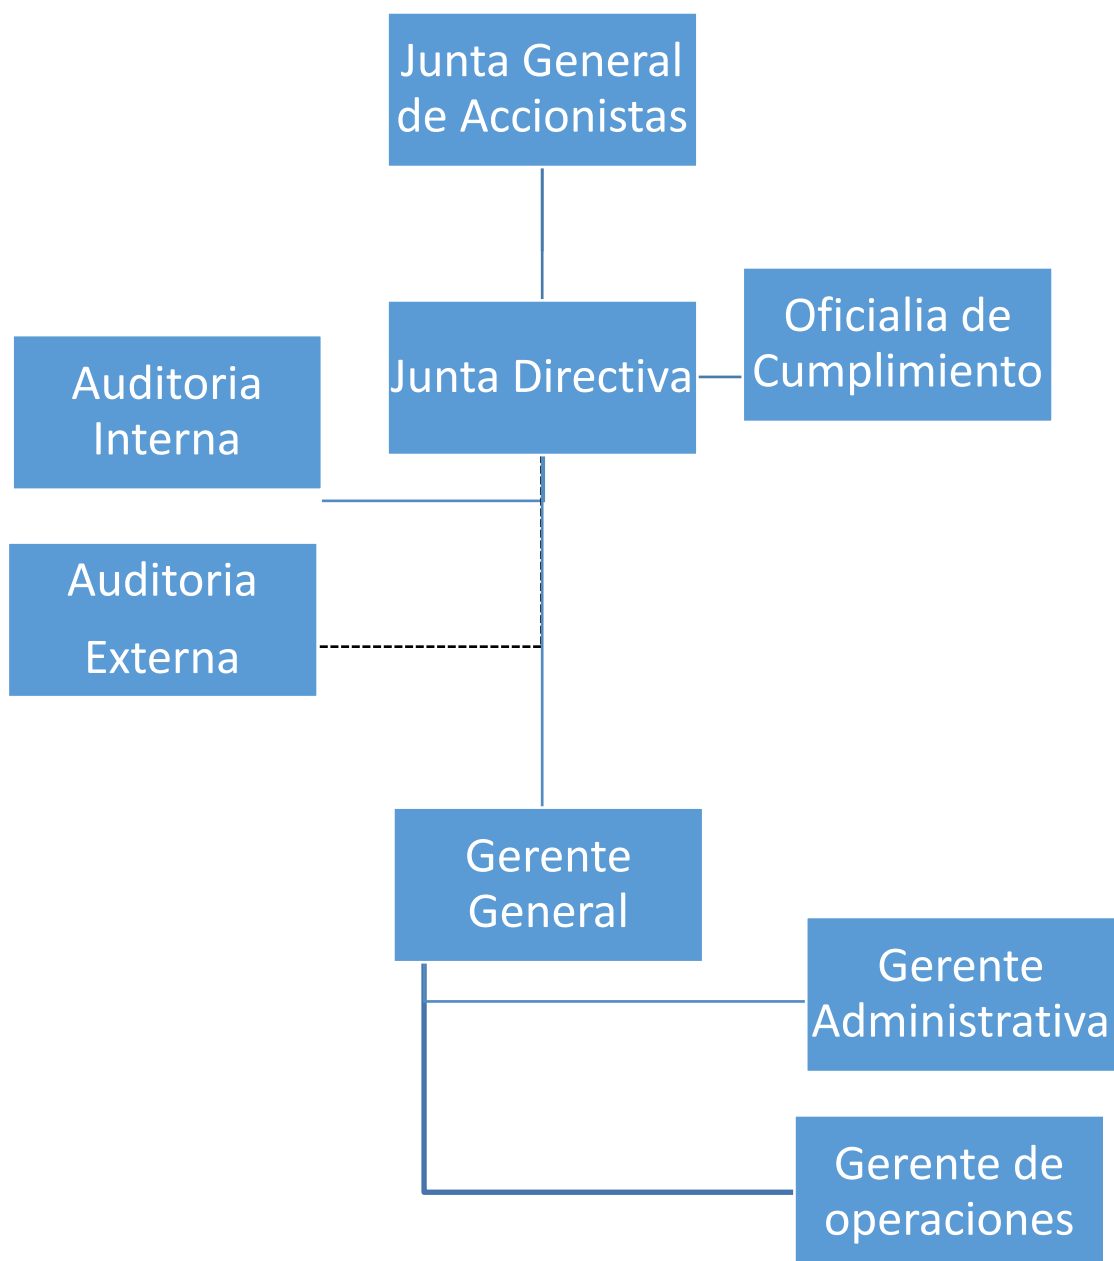 Junta General
de Accionistas
Oficialia de
Cumplimiento
Junta Directiva
Auditoria
Interna
Auditoria
Externa
Gerente
General
Gerente
Administrativa
Gerente de
operaciones